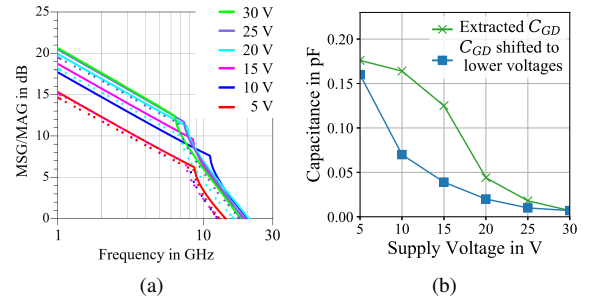 25
20
15
10
5
0
MSG/MAG in dB
1
10
30
Frequency in GHz
30 V
25 V
20 V
15 V
10 V
5 V
(a)
0.20
0.15
0.10
0.05
0.00
Capacitance in pF
5
10
15
20
25
30
Supply Voltage in V
Extracted C_GD
C_GD shifted to
lower voltages
(b)